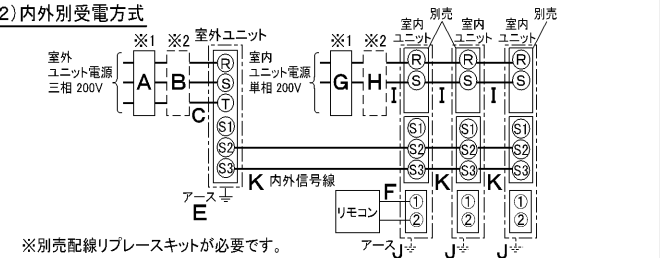 2)内外別受電方式
※1 ※2 室外ユニット
室外
ユニット電源
三相 200V
A
B
C
R
S
T
S1
S2
S3
アース
E
※1 ※2
室内
ユニット電源
単相 200V
G
H
I
I
I
室内
ユニット
別売
室内
ユニット
室内
ユニット
別売
R
S
R
S
R
S
S1
S2
S3
S1
S2
S3
S1
S2
S3
K 内外信号線
K
K
F
リモコン
①
②
①
②
①
②
アース J
J
J
※別売配線リプレースキットが必要です。